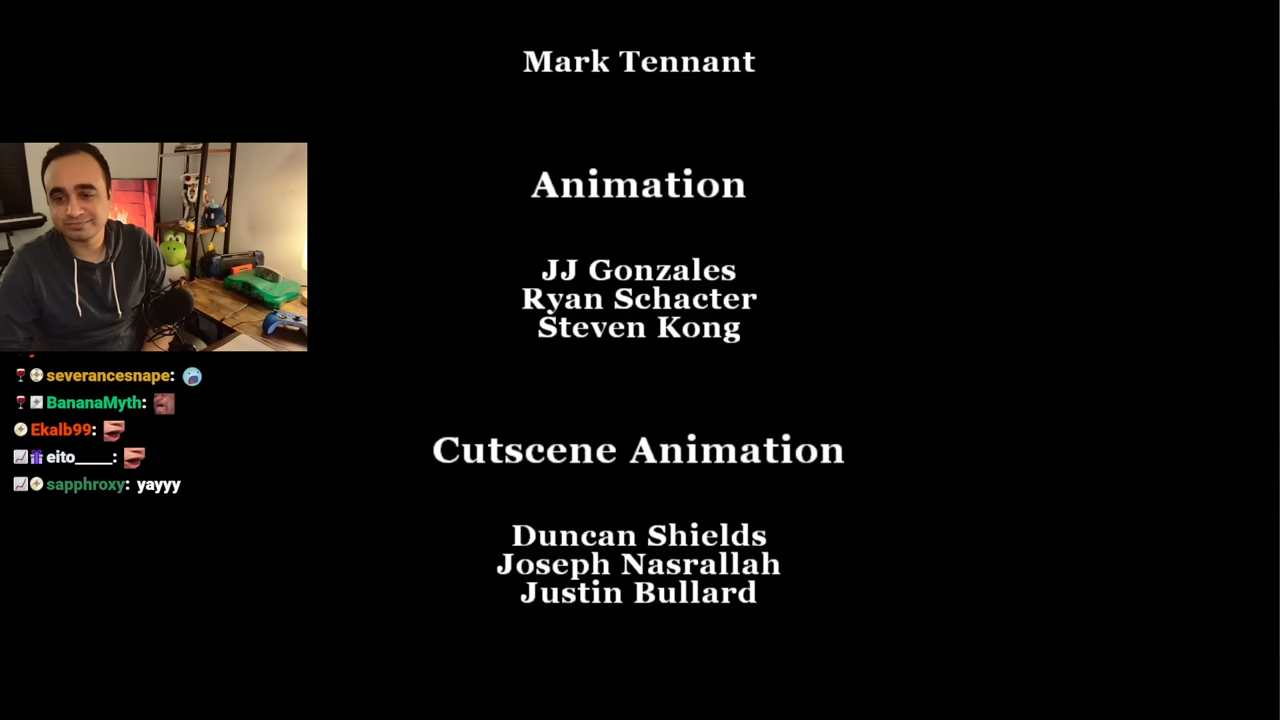 Mark Tennant
Animation
JJ Gonzales
Ryan Schacter
Steven Kong
Cutscene Animation
Duncan Shields
Joseph Nasrallah
Justin Bullard
severancesnape:
BananaMyth:
Ekalb99:
eito____:
sapphroxy: yayyy